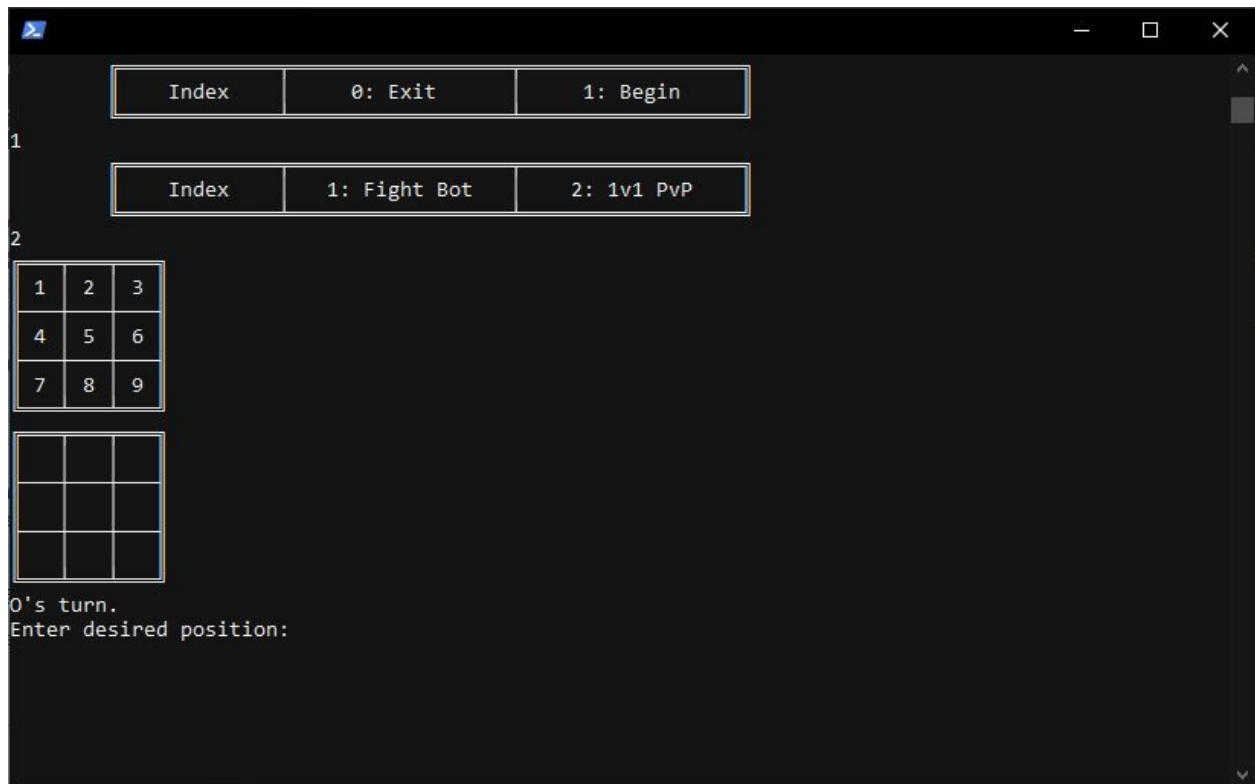 Index 0: Exit 1: Begin
1
Index 1: Fight Bot 2: 1v1 PvP
2
1 2 3
4 5 6
7 8 9
O's turn.
Enter desired position: